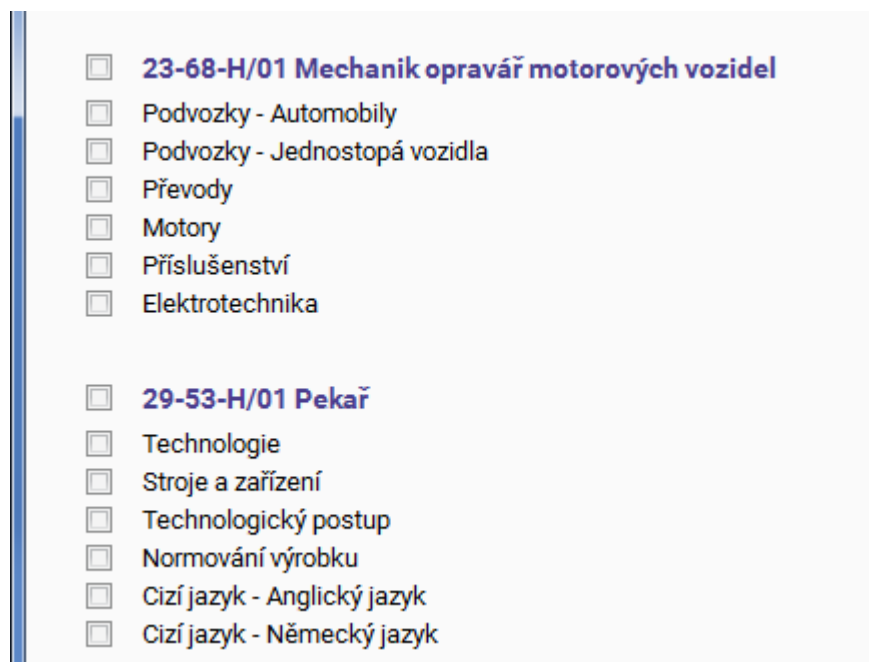 23-68-H/01 Mechanik opravář motorových vozidel
Podvozky - Automobily
Podvozky - Jednostopá vozidla
Převody
Motory
Příslušenství
Elektrotechnika
29-53-H/01 Pekař
Technologie
Stroje a zařízení
Technologický postup
Normování výrobku
Cizí jazyk - Anglický jazyk
Cizí jazyk - Německý jazyk